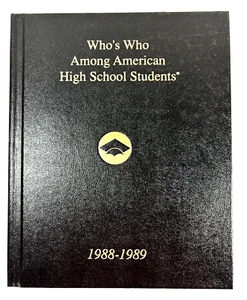 Who's Who
Among American
High School Students®
1988-1989